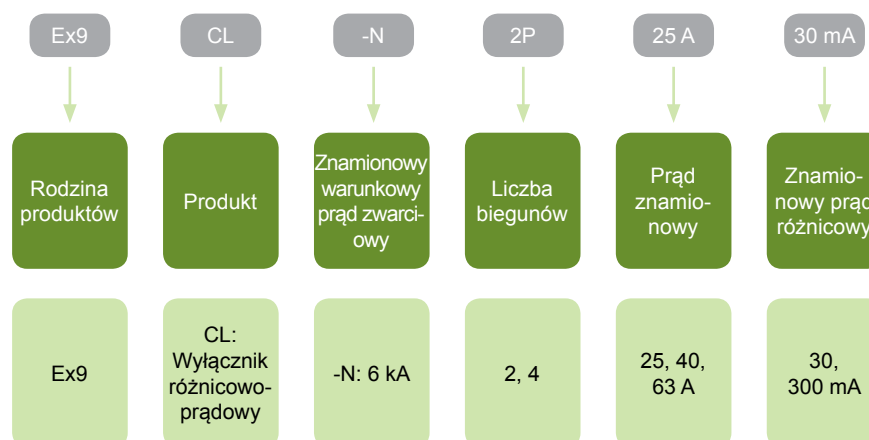 Ex9
CL
-N
2P
25 A
30 mA
Rodzina
produktów
Produkt
Znamionowy
warunkowy
prąd zwarci-
owy
Liczba
biegunów
Prąd
znamio-
nowy
Znamio-
nowy prąd
różnicowy
Ex9
CL:
Wyłącznik
różnicowo-
prądowy
-N: 6 kA
2, 4
25, 40,
63 A
30,
300 mA